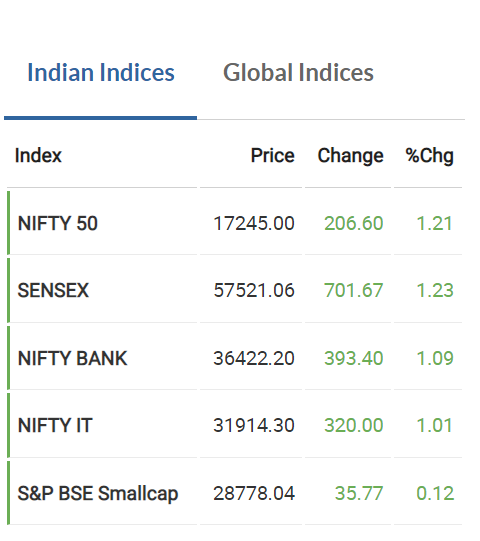 Indian Indices Global Indices
Index Price Change %Chg
NIFTY 50 17245.00 206.60 1.21
SENSEX 57521.06 701.67 1.23
NIFTY BANK 36422.20 393.40 1.09
NIFTY IT 31914.30 320.00 1.01
S&P BSE Smallcap 28778.04 35.77 0.12